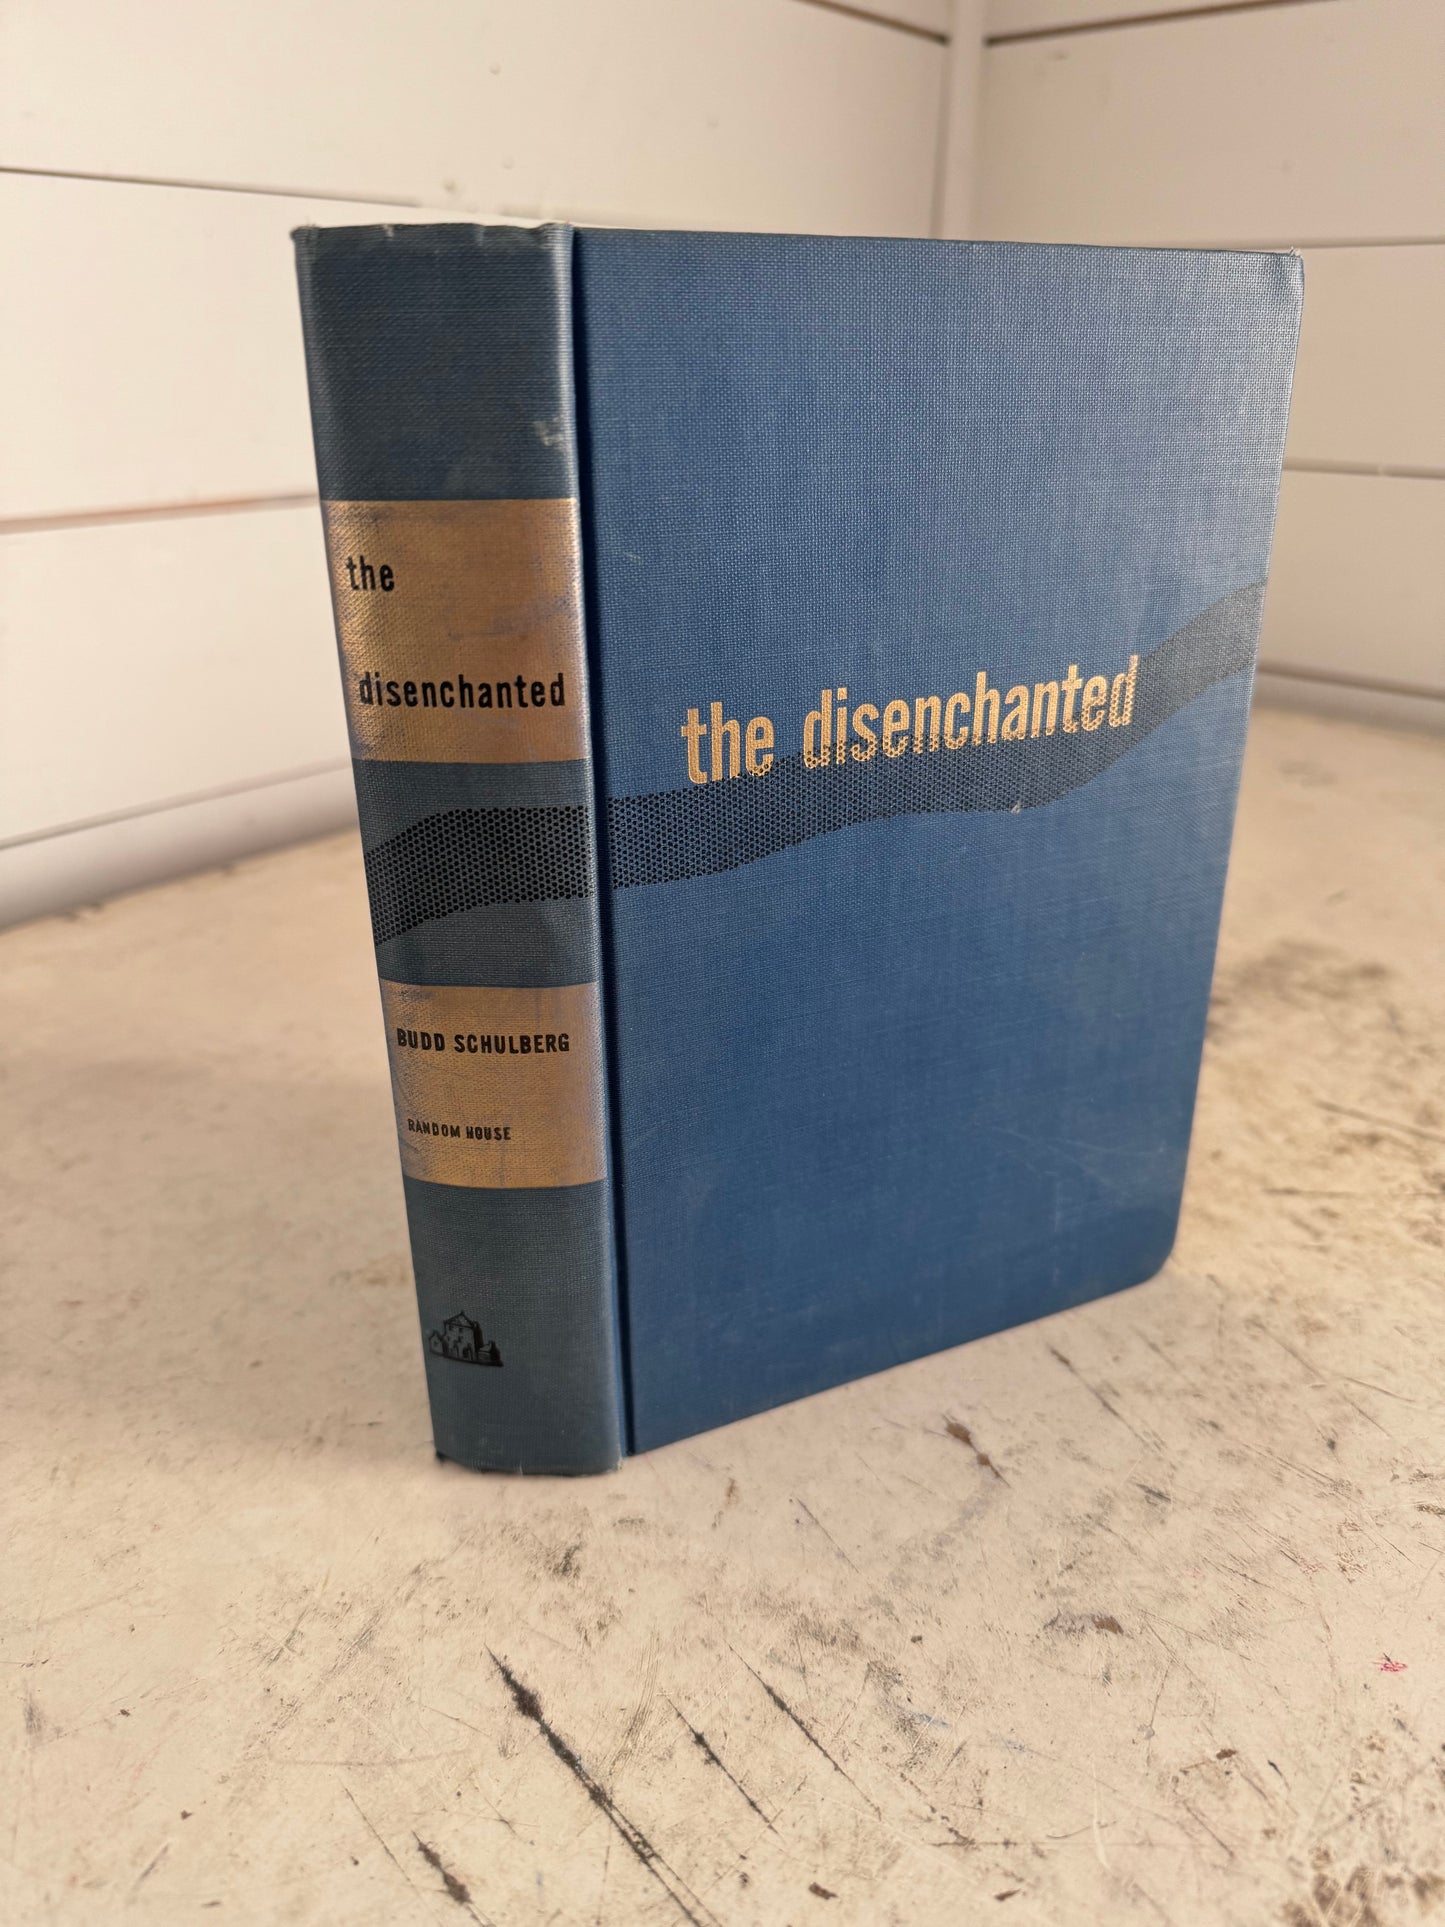 the
disenchanted
BUDD SCHULBERG
RANDOM HOUSE
the disenchanted